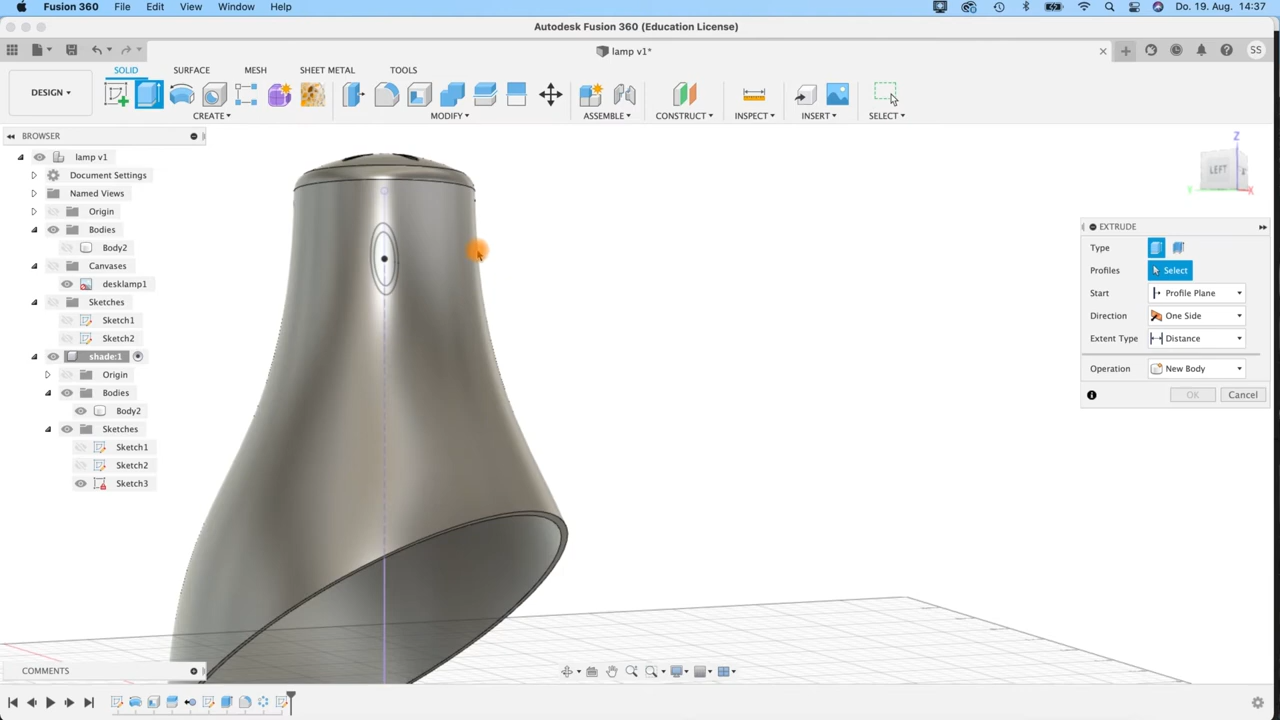 Fusion 360 File Edit View Window Help Do. 19. Aug. 14:37
Autodesk Fusion 360 (Education License)
lamp v1*
SS
DESIGN
SOLID SURFACE MESH SHEET METAL TOOLS
CREATE MODIFY ASSEMBLE CONSTRUCT INSPECT INSERT SELECT
BROWSER
lamp v1
Document Settings
Named Views
Origin
Bodies
Body2
Canvases
desklamp1
Sketches
Sketch1
Sketch2
shade:1
Origin
Bodies
Body2
Sketches
Sketch1
Sketch2
Sketch3
Z
LEFT
Y
X
EXTRUDE
Type
Profiles Select
Start Profile Plane
Direction One Side
Extent Type Distance
Operation New Body
OK Cancel
COMMENTS